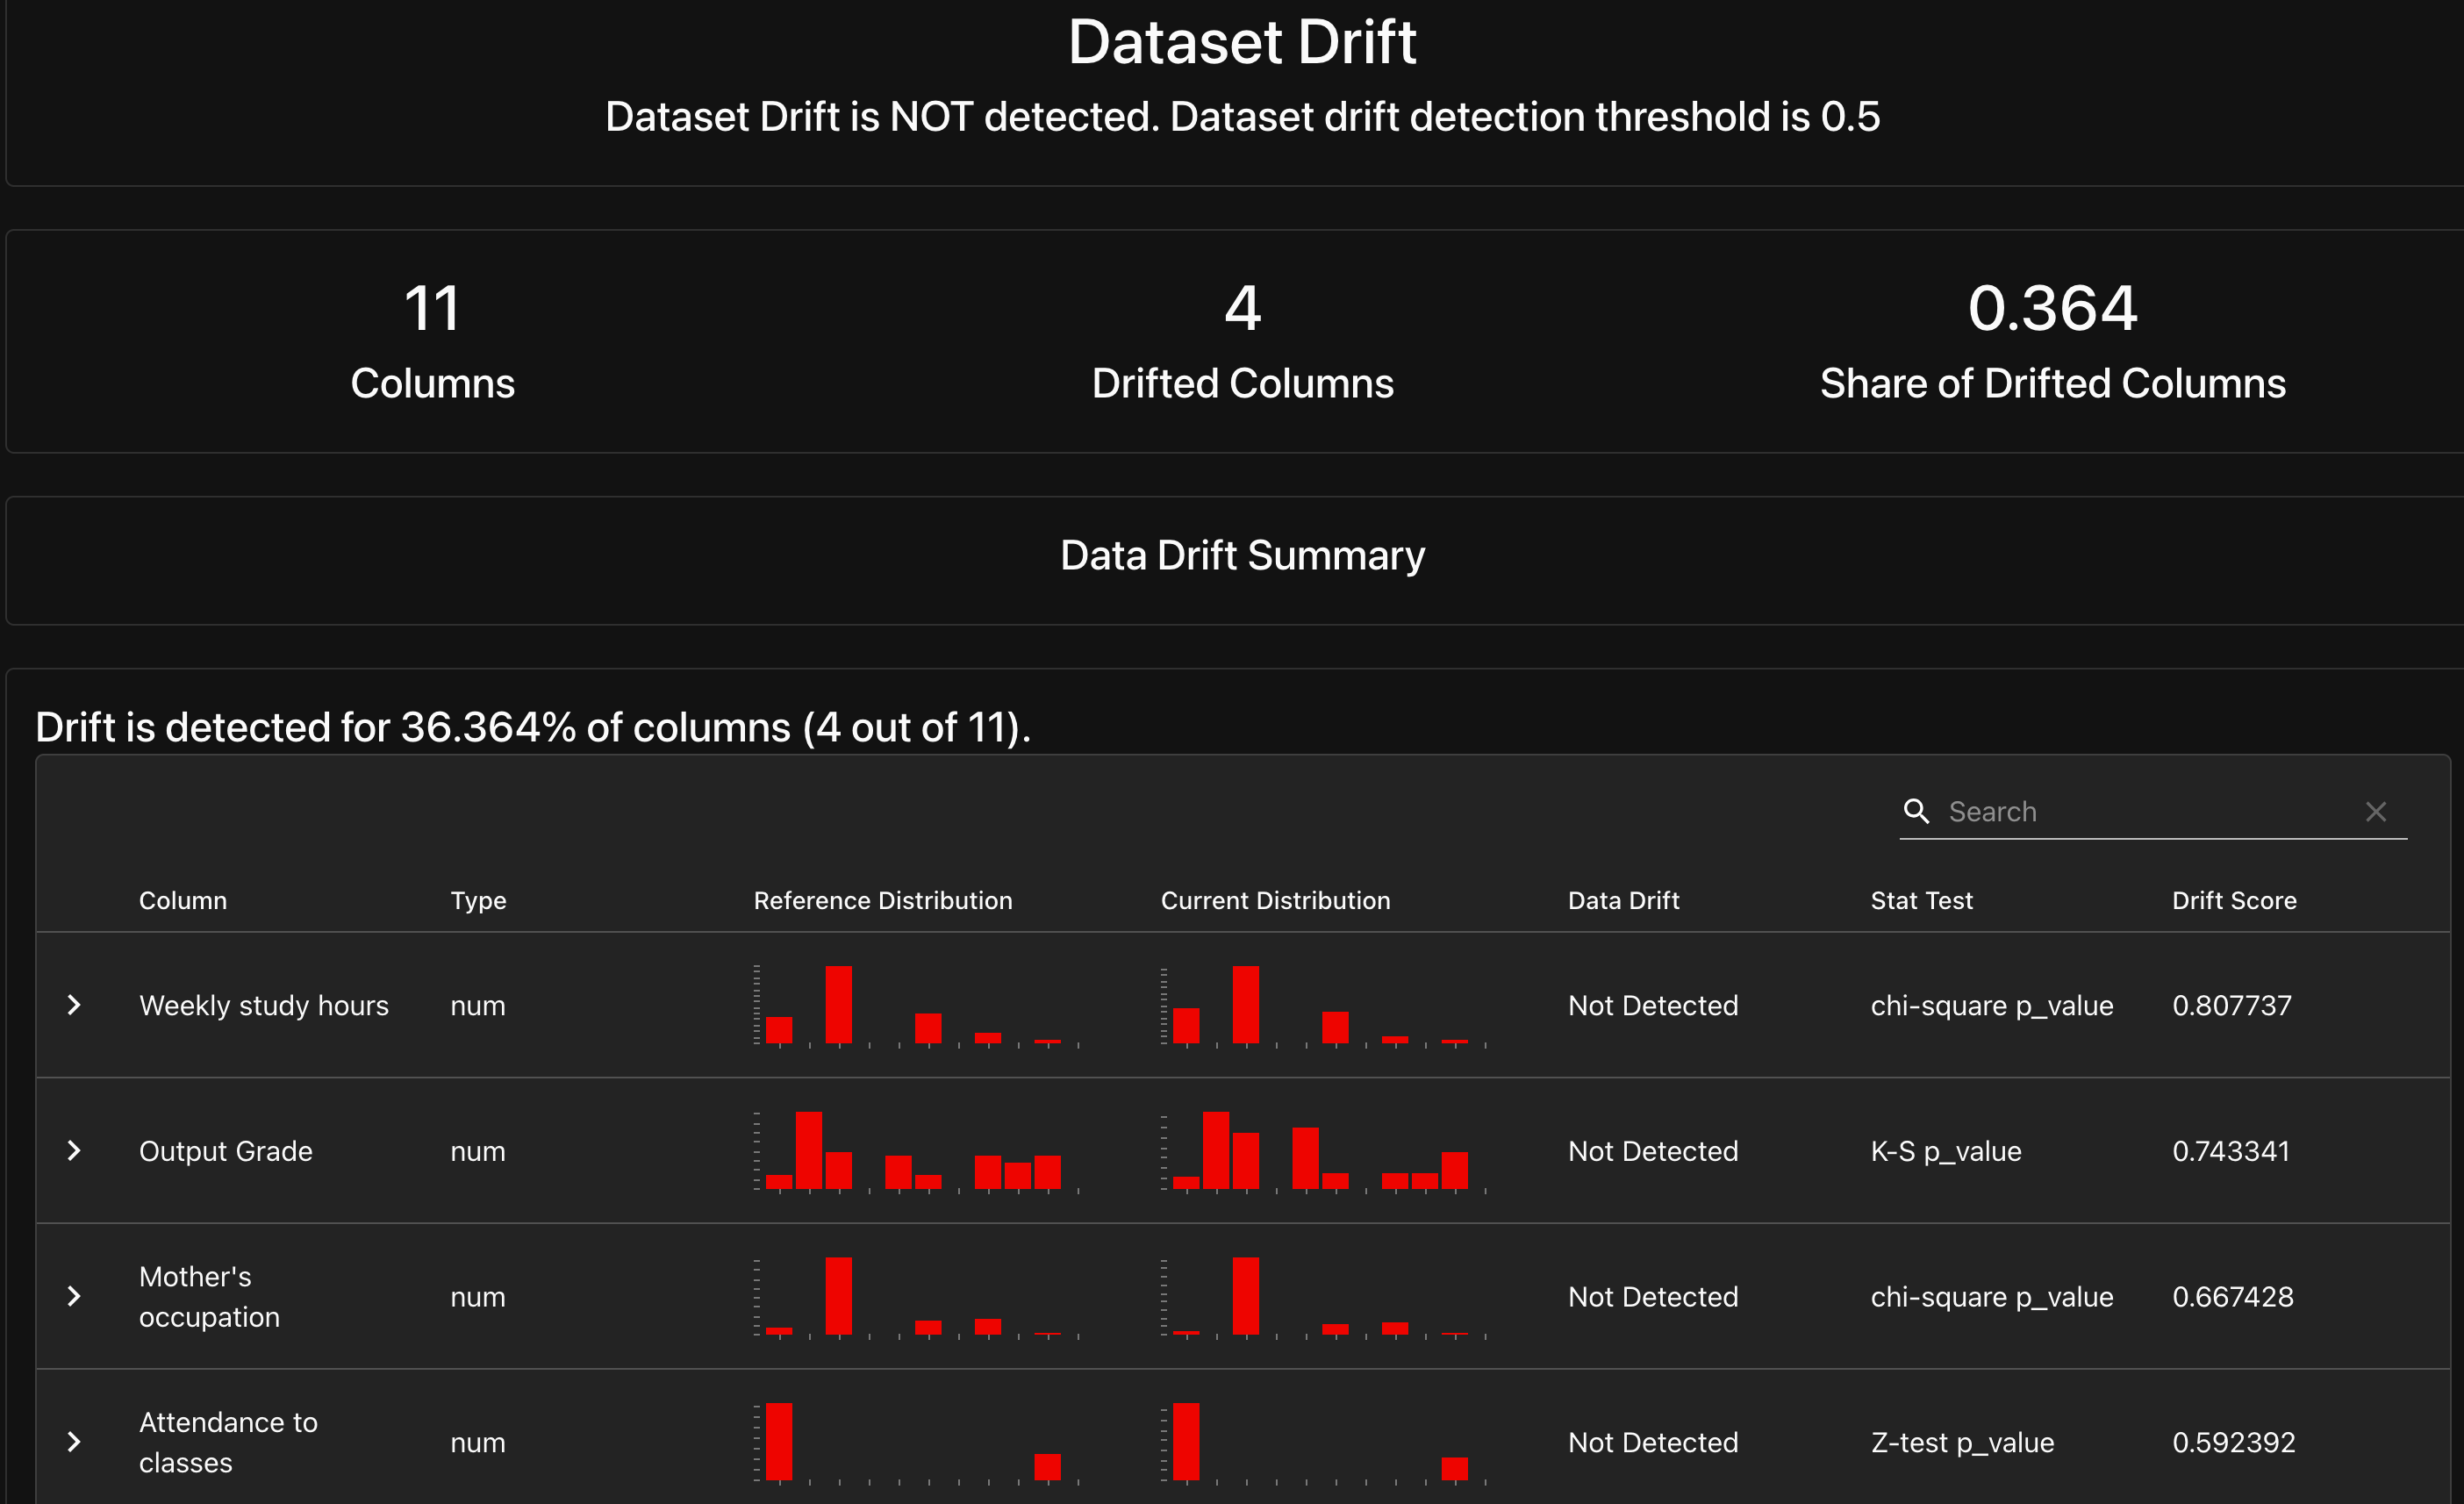 Dataset Drift
Dataset Drift is NOT detected. Dataset drift detection threshold is 0.5
11
Columns
4
Drifted Columns
0.364
Share of Drifted Columns
Data Drift Summary
Drift is detected for 36.364% of columns (4 out of 11).
Search
Column Type Reference Distribution Current Distribution Data Drift Stat Test Drift Score
Weekly study hours num Not Detected chi-square p_value 0.807737
Output Grade num Not Detected K-S p_value 0.743341
Mother's
occupation num Not Detected chi-square p_value 0.667428
Attendance to
classes num Not Detected Z-test p_value 0.592392